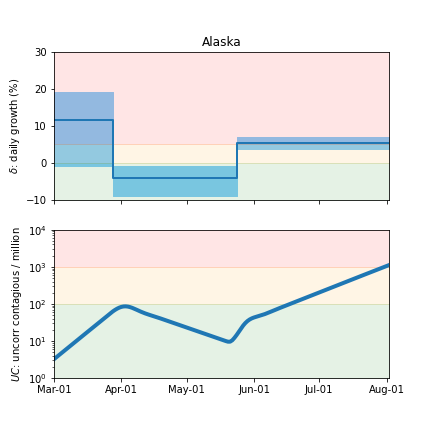 Alaska
δ: daily growth (%)
30
20
10
0
−10
UC: uncorr contagious / million
10⁴
10³
10²
10¹
10⁰
Mar-01 Apr-01 May-01 Jun-01 Jul-01 Aug-01